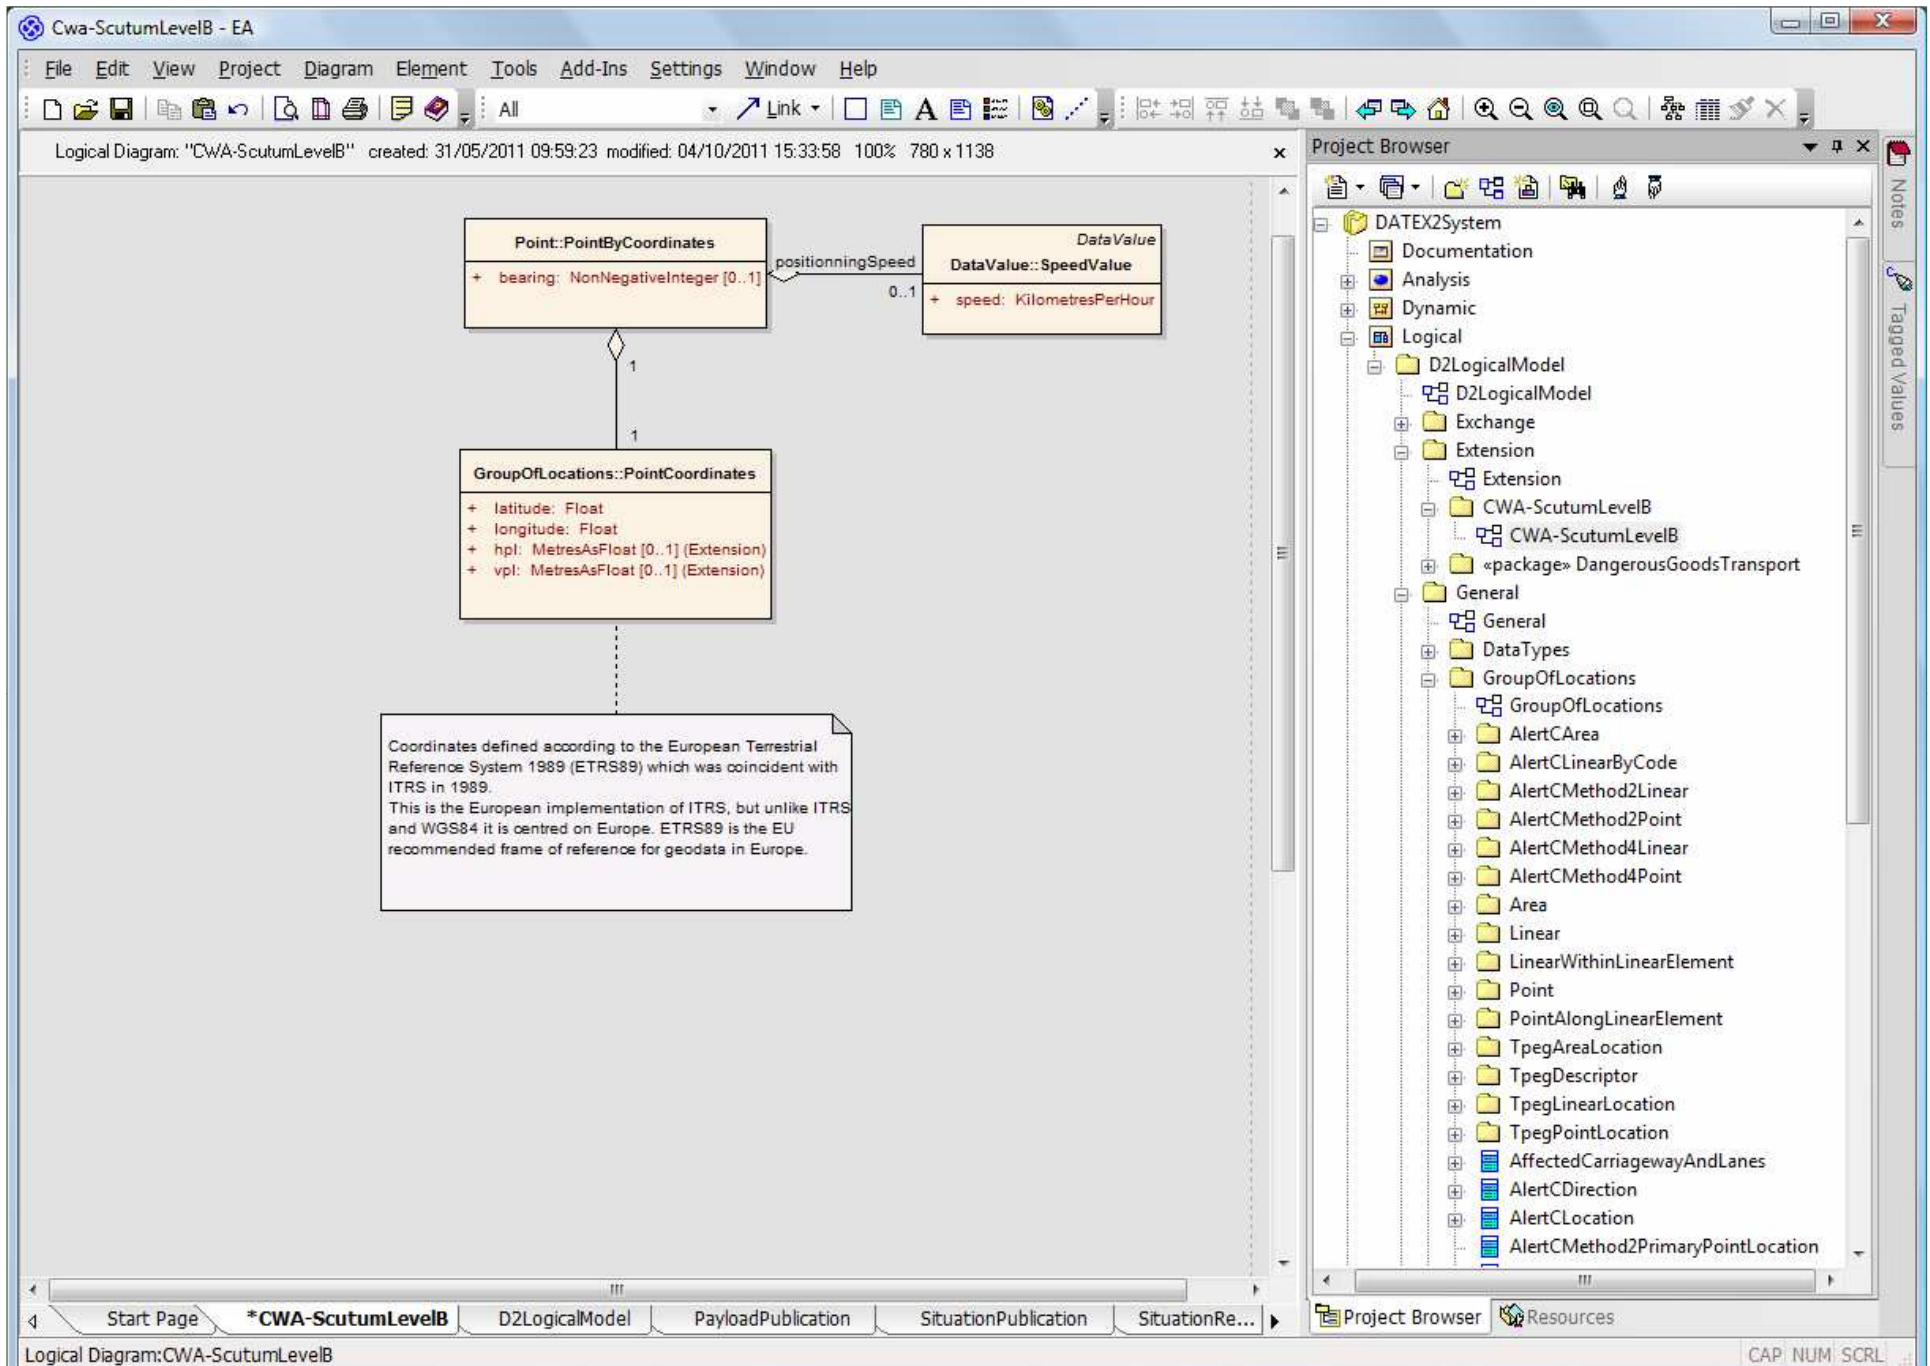 Cwa-ScutumLevelB - EA
File Edit View Project Diagram Element Tools Add-Ins Settings Window Help
All
Link
Logical Diagram: "CWA-ScutumLevelB" created: 31/05/2011 09:59:23 modified: 04/10/2011 15:33:58 100% 780 x 1138
Point::PointByCoordinates
+ bearing: NonNegativeInteger [0..1]
positionningSpeed
0..1
DataValue
DataValue::SpeedValue
+ speed: KilometresPerHour
1
1
GroupOfLocations::PointCoordinates
+ latitude: Float
+ longitude: Float
+ hpl: MetresAsFloat [0..1] (Extension)
+ vpl: MetresAsFloat [0..1] (Extension)
Coordinates defined according to the European Terrestrial
Reference System 1989 (ETRS89) which was coincident with
ITRS in 1989.
This is the European implementation of ITRS, but unlike ITRS
and WGS84 it is centred on Europe. ETRS89 is the EU
recommended frame of reference for geodata in Europe.
Start Page
*CWA-ScutumLevelB
D2LogicalModel
PayloadPublication
SituationPublication
SituationRe...
Project Browser
DATEX2System
Documentation
Analysis
Dynamic
Logical
D2LogicalModel
D2LogicalModel
Exchange
Extension
Extension
CWA-ScutumLevelB
CWA-ScutumLevelB
«package» DangerousGoodsTransport
General
General
DataTypes
GroupOfLocations
GroupOfLocations
AlertCArea
AlertCLinearByCode
AlertCMethod2Linear
AlertCMethod2Point
AlertCMethod4Linear
AlertCMethod4Point
Area
Linear
LinearWithinLinearElement
Point
PointAlongLinearElement
TpegAreaLocation
TpegDescriptor
TpegLinearLocation
TpegPointLocation
AffectedCarriagewayAndLanes
AlertCDirection
AlertCLocation
AlertCMethod2PrimaryPointLocation
Project Browser
Resources
Notes
Tagged Values
Logical Diagram:CWA-ScutumLevelB
CAP NUM SCRL